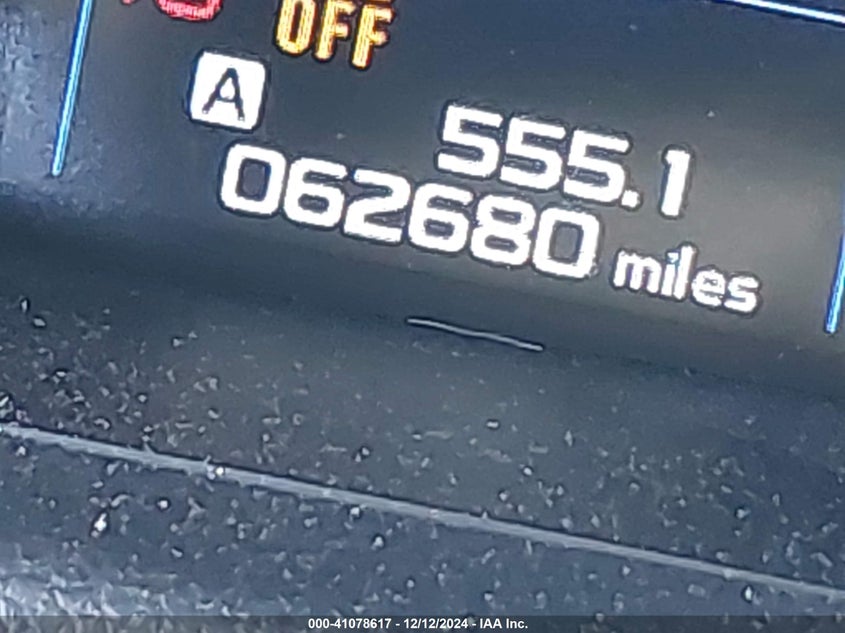 OFF
A 555.1
062680 miles
000-41078617 - 12/12/2024 - IAA Inc.